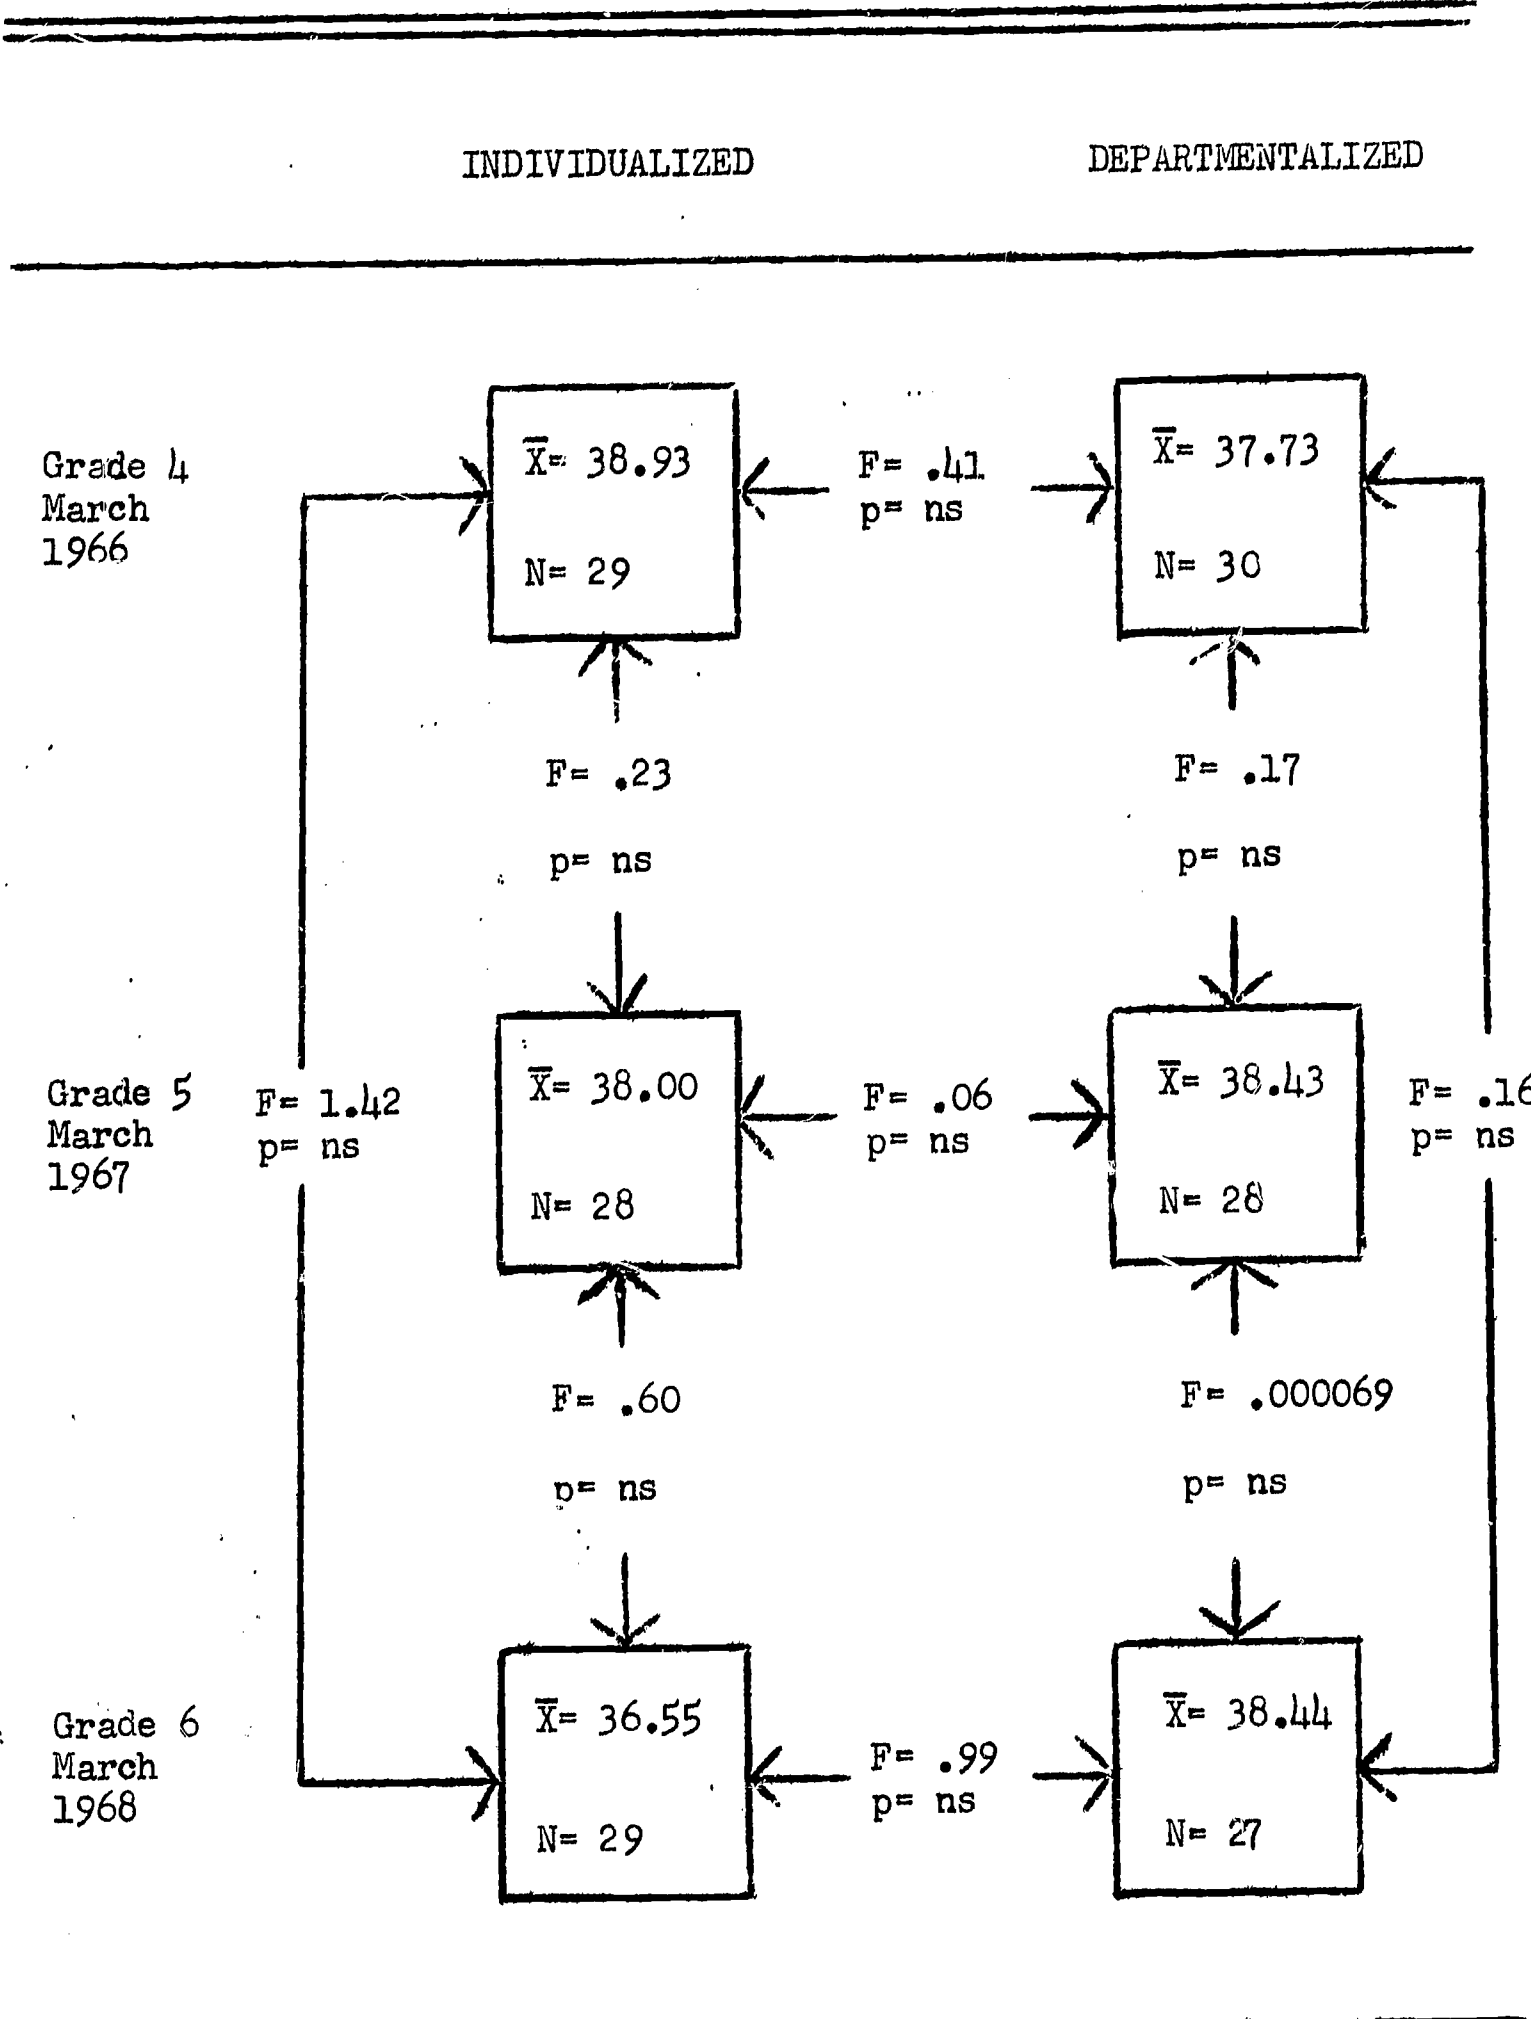 INDIVIDUALIZED DEPARTMENTALIZED
Grade 4
March
1966
X̅= 38.93
N= 29
F= .41
p= ns
X̅= 37.73
N= 30
F= .23
p= ns
F= .17
p= ns
Grade 5
March
1967
F= 1.42
p= ns
X̅= 38.00
N= 28
F= .06
p= ns
X̅= 38.43
N= 28
F= .16
p= ns
F= .60
p= ns
F= .000069
p= ns
Grade 6
March
1968
X̅= 36.55
N= 29
F= .99
p= ns
X̅= 38.44
N= 27